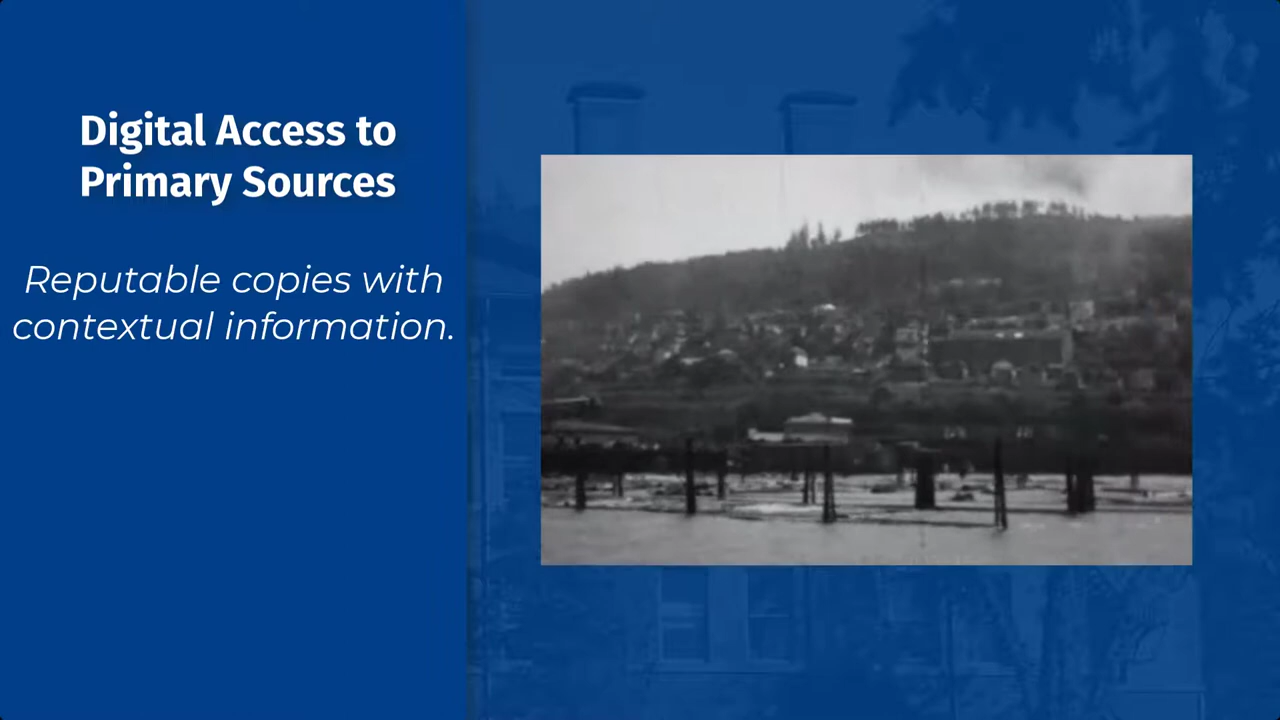 Digital Access to
Primary Sources
Reputable copies with
contextual information.